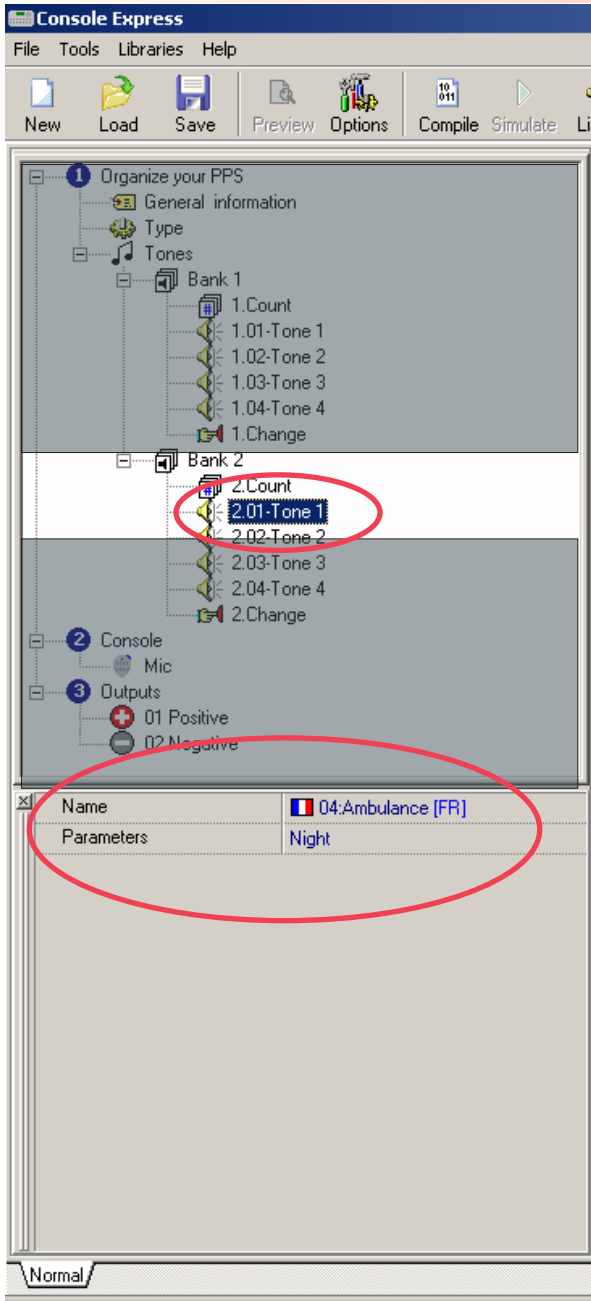 Console Express
File Tools Libraries Help
New Load Save Preview Options Compile Simulate Li
1 Organize your PPS
General information
Type
Tones
Bank 1
1.Count
1.01-Tone 1
1.02-Tone 2
1.03-Tone 3
1.04-Tone 4
1.Change
Bank 2
2.Count
2.01-Tone 1
2.02-Tone 2
2.03-Tone 3
2.04-Tone 4
2.Change
2 Console
Mic
3 Outputs
01 Positive
02 Negative
Name 04:Ambulance [FR]
Parameters Night
Normal